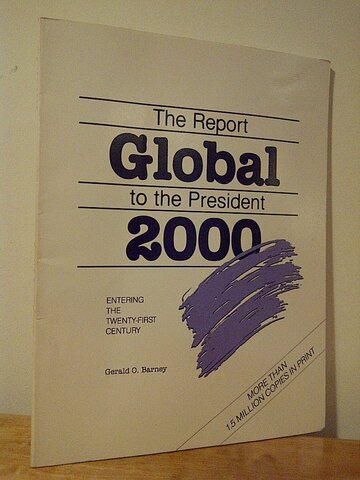 The Report
Global
to the President
2000
ENTERING
THE
TWENTY-FIRST
CENTURY
Gerald O. Barney
MORE THAN
1.5 MILLION COPIES IN PRINT